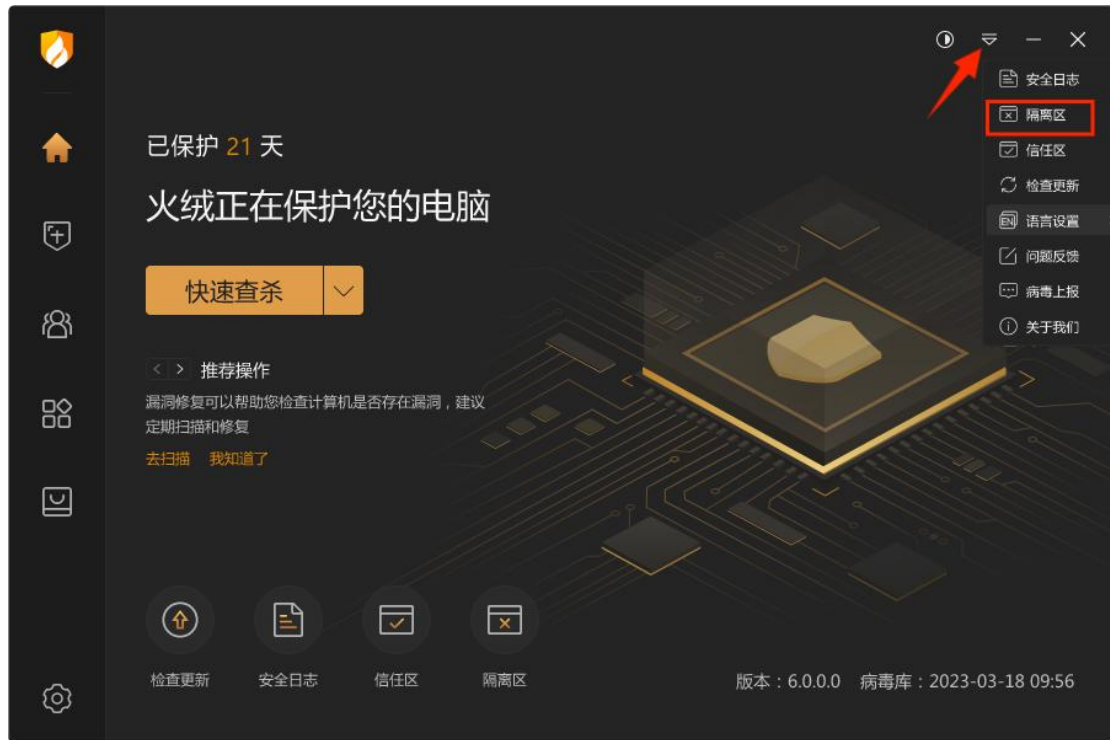 安全日志
隔离区
信任区
检查更新
EN 语言设置
问题反馈
病毒上报
关于我们
已保护 21 天
火绒正在保护您的电脑
快速查杀
推荐操作
漏洞修复可以帮助您检查计算机是否存在漏洞，建议
定期扫描和修复
去扫描 我知道了
检查更新 安全日志 信任区 隔离区
版本：6.0.0.0 病毒库：2023-03-18 09:56